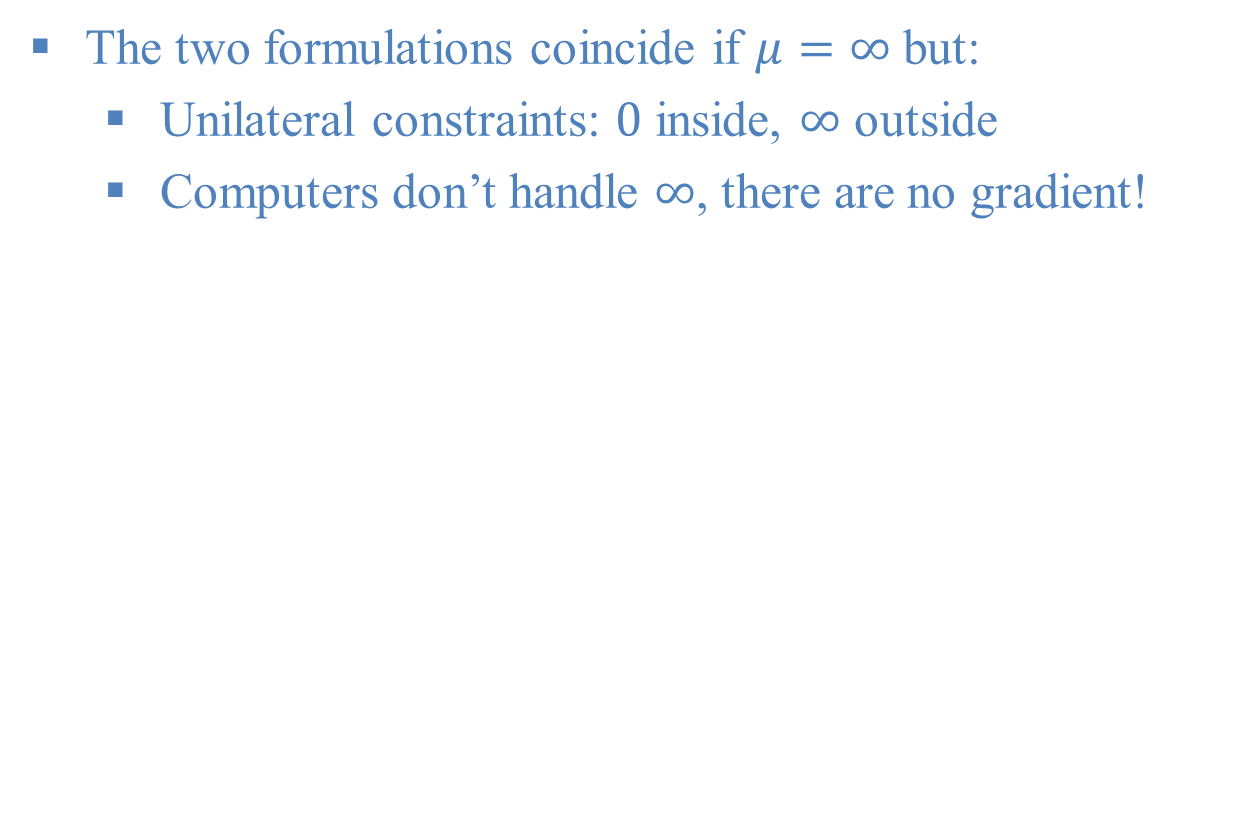 ▪ The two formulations coincide if 𝜇 = ∞ but:
▪ Unilateral constraints: 0 inside, ∞ outside
▪ Computers don’t handle ∞, there are no gradient!